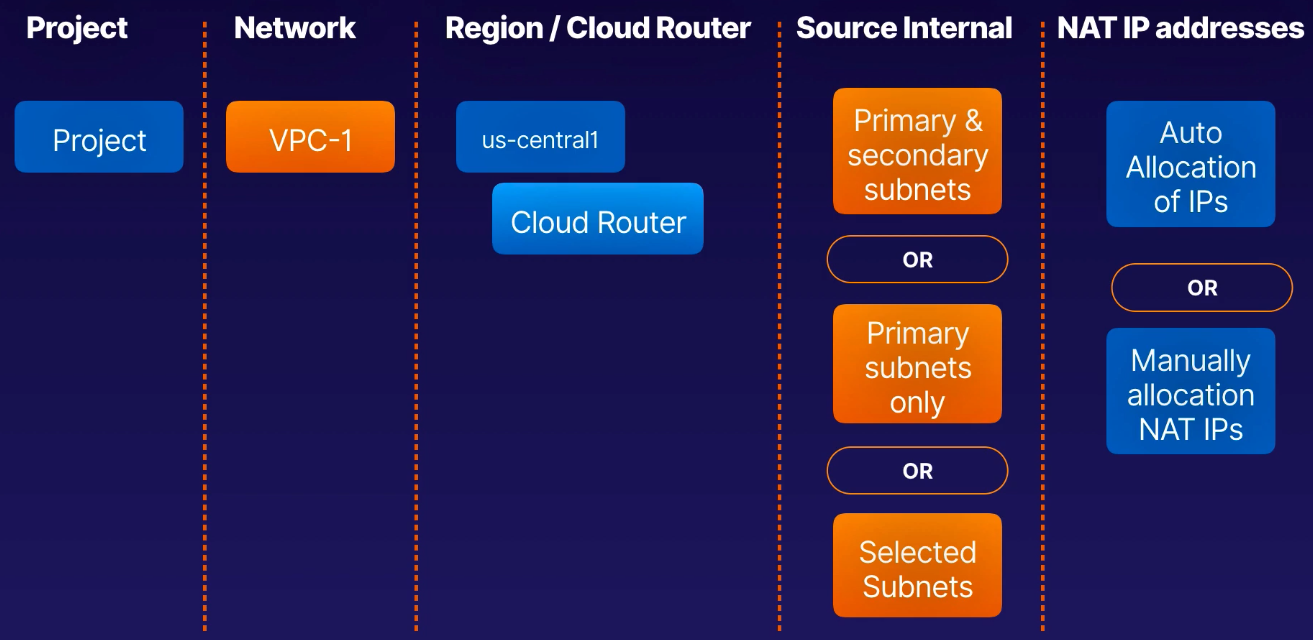 Project
Network
Region / Cloud Router
Source Internal
NAT IP addresses
Project
VPC-1
us-central1
Cloud Router
Primary &
secondary
subnets
OR
Primary
subnets
only
OR
Selected
Subnets
Auto
Allocation
of IPs
OR
Manually
allocation
NAT IPs